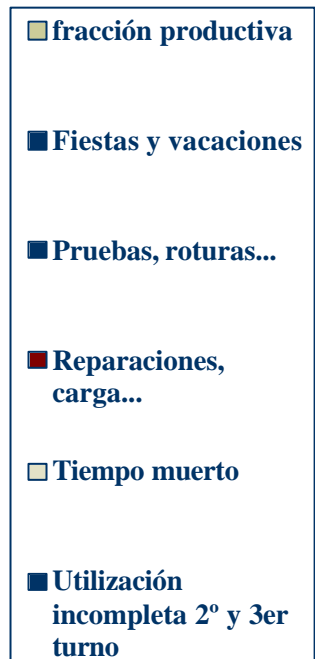 fracción productiva
Fiestas y vacaciones
Pruebas, roturas...
Reparaciones,
carga...
Tiempo muerto
Utilización
incompleta 2º y 3er
turno